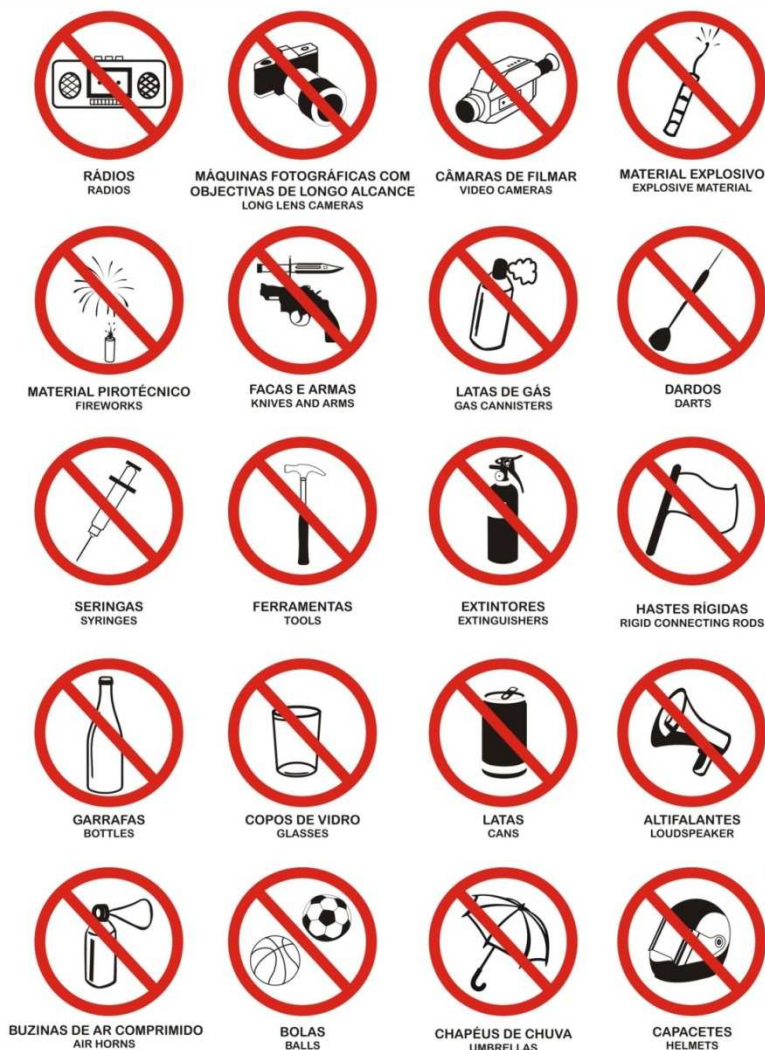 RÁDIOS
RADIOS
MÁQUINAS FOTOGRÁFICAS COM
OBJECTIVAS DE LONGO ALCANCE
LONG LENS CAMERAS
CÂMARAS DE FILMAR
VIDEO CAMERAS
MATERIAL EXPLOSIVO
EXPLOSIVE MATERIAL
MATERIAL PIROTÉCNICO
FIREWORKS
FACAS E ARMAS
KNIVES AND ARMS
LATAS DE GÁS
GAS CANNISTERS
DARDOS
DARTS
SERINGAS
SYRINGES
FERRAMENTAS
TOOLS
EXTINTORES
EXTINGUISHERS
HASTES RÍGIDAS
RIGID CONNECTING RODS
GARRAFAS
BOTTLES
COPOS DE VIDRO
GLASSES
LATAS
CANS
ALTIFALANTES
LOUDSPEAKER
BUZINAS DE AR COMPRIMIDO
AIR HORNS
BOLAS
BALLS
CHAPÉUS DE CHUVA
UMBRELLAS
CAPACETES
HELMETS